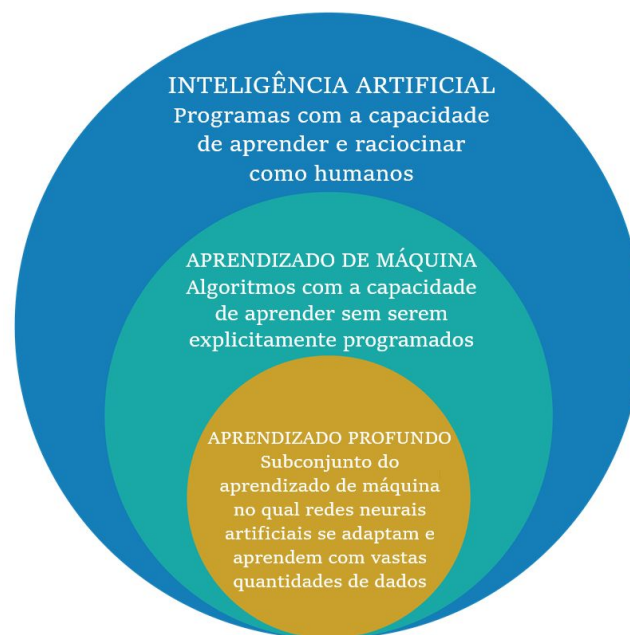 INTELIGÊNCIA ARTIFICIAL
Programas com a capacidade
de aprender e raciocinar
como humanos
APRENDIZADO DE MÁQUINA
Algoritmos com a capacidade
de aprender sem serem
explicitamente programados
APRENDIZADO PROFUNDO
Subconjunto do
aprendizado de máquina
no qual redes neurais
artificiais se adaptam e
aprendem com vastas
quantidades de dados